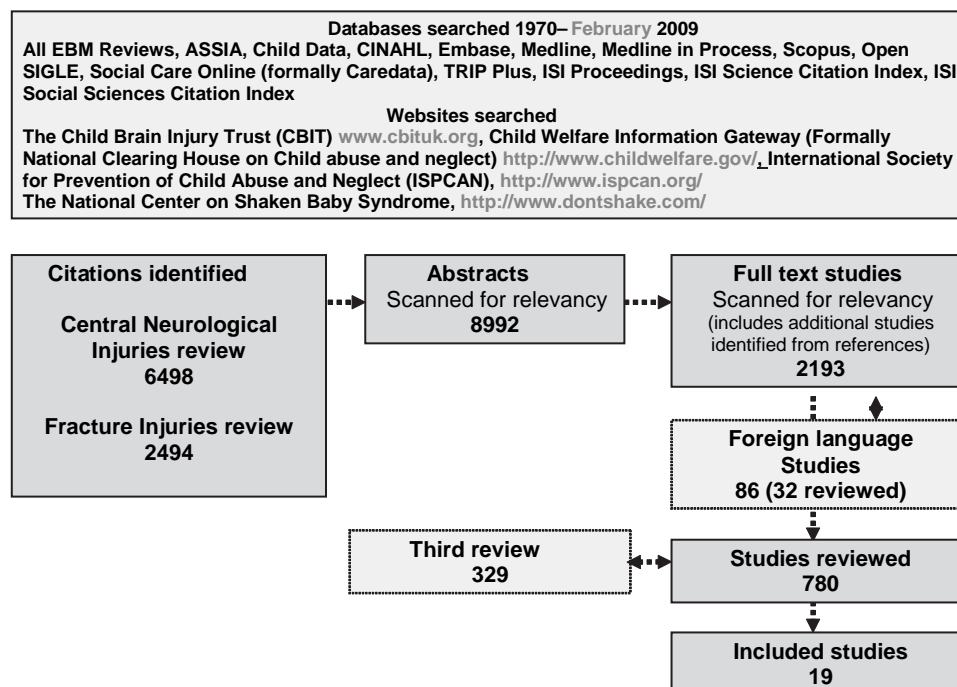 Databases searched 1970– February 2009
All EBM Reviews, ASSIA, Child Data, CINAHL, Embase, Medline, Medline in Process, Scopus, Open
SIGLE, Social Care Online (formally Caredata), TRIP Plus, ISI Proceedings, ISI Science Citation Index, ISI
Social Sciences Citation Index
Websites searched
The Child Brain Injury Trust (CBIT) www.cbituk.org, Child Welfare Information Gateway (Formally
National Clearing House on Child abuse and neglect) http://www.childwelfare.gov/, International Society
for Prevention of Child Abuse and Neglect (ISPCAN), http://www.ispcan.org/
The National Center on Shaken Baby Syndrome, http://www.dontshake.com/
Citations identified
Central Neurological
Injuries review
6498
Fracture Injuries review
2494
Abstracts
Scanned for relevancy
8992
Full text studies
Scanned for relevancy
(includes additional studies
identified from references)
2193
Foreign language
Studies
86 (32 reviewed)
Third review
329
Studies reviewed
780
Included studies
19